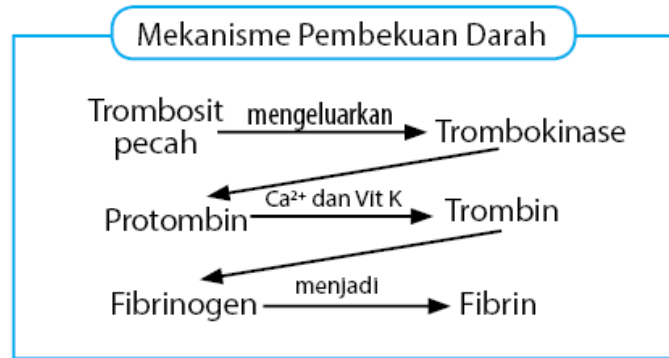 Mekanisme Pembekuan Darah
Trombosit
pecah
mengeluarkan
Trombokinase
Protombin
Ca²⁺ dan Vit K
Trombin
Fibrinogen
menjadi
Fibrin